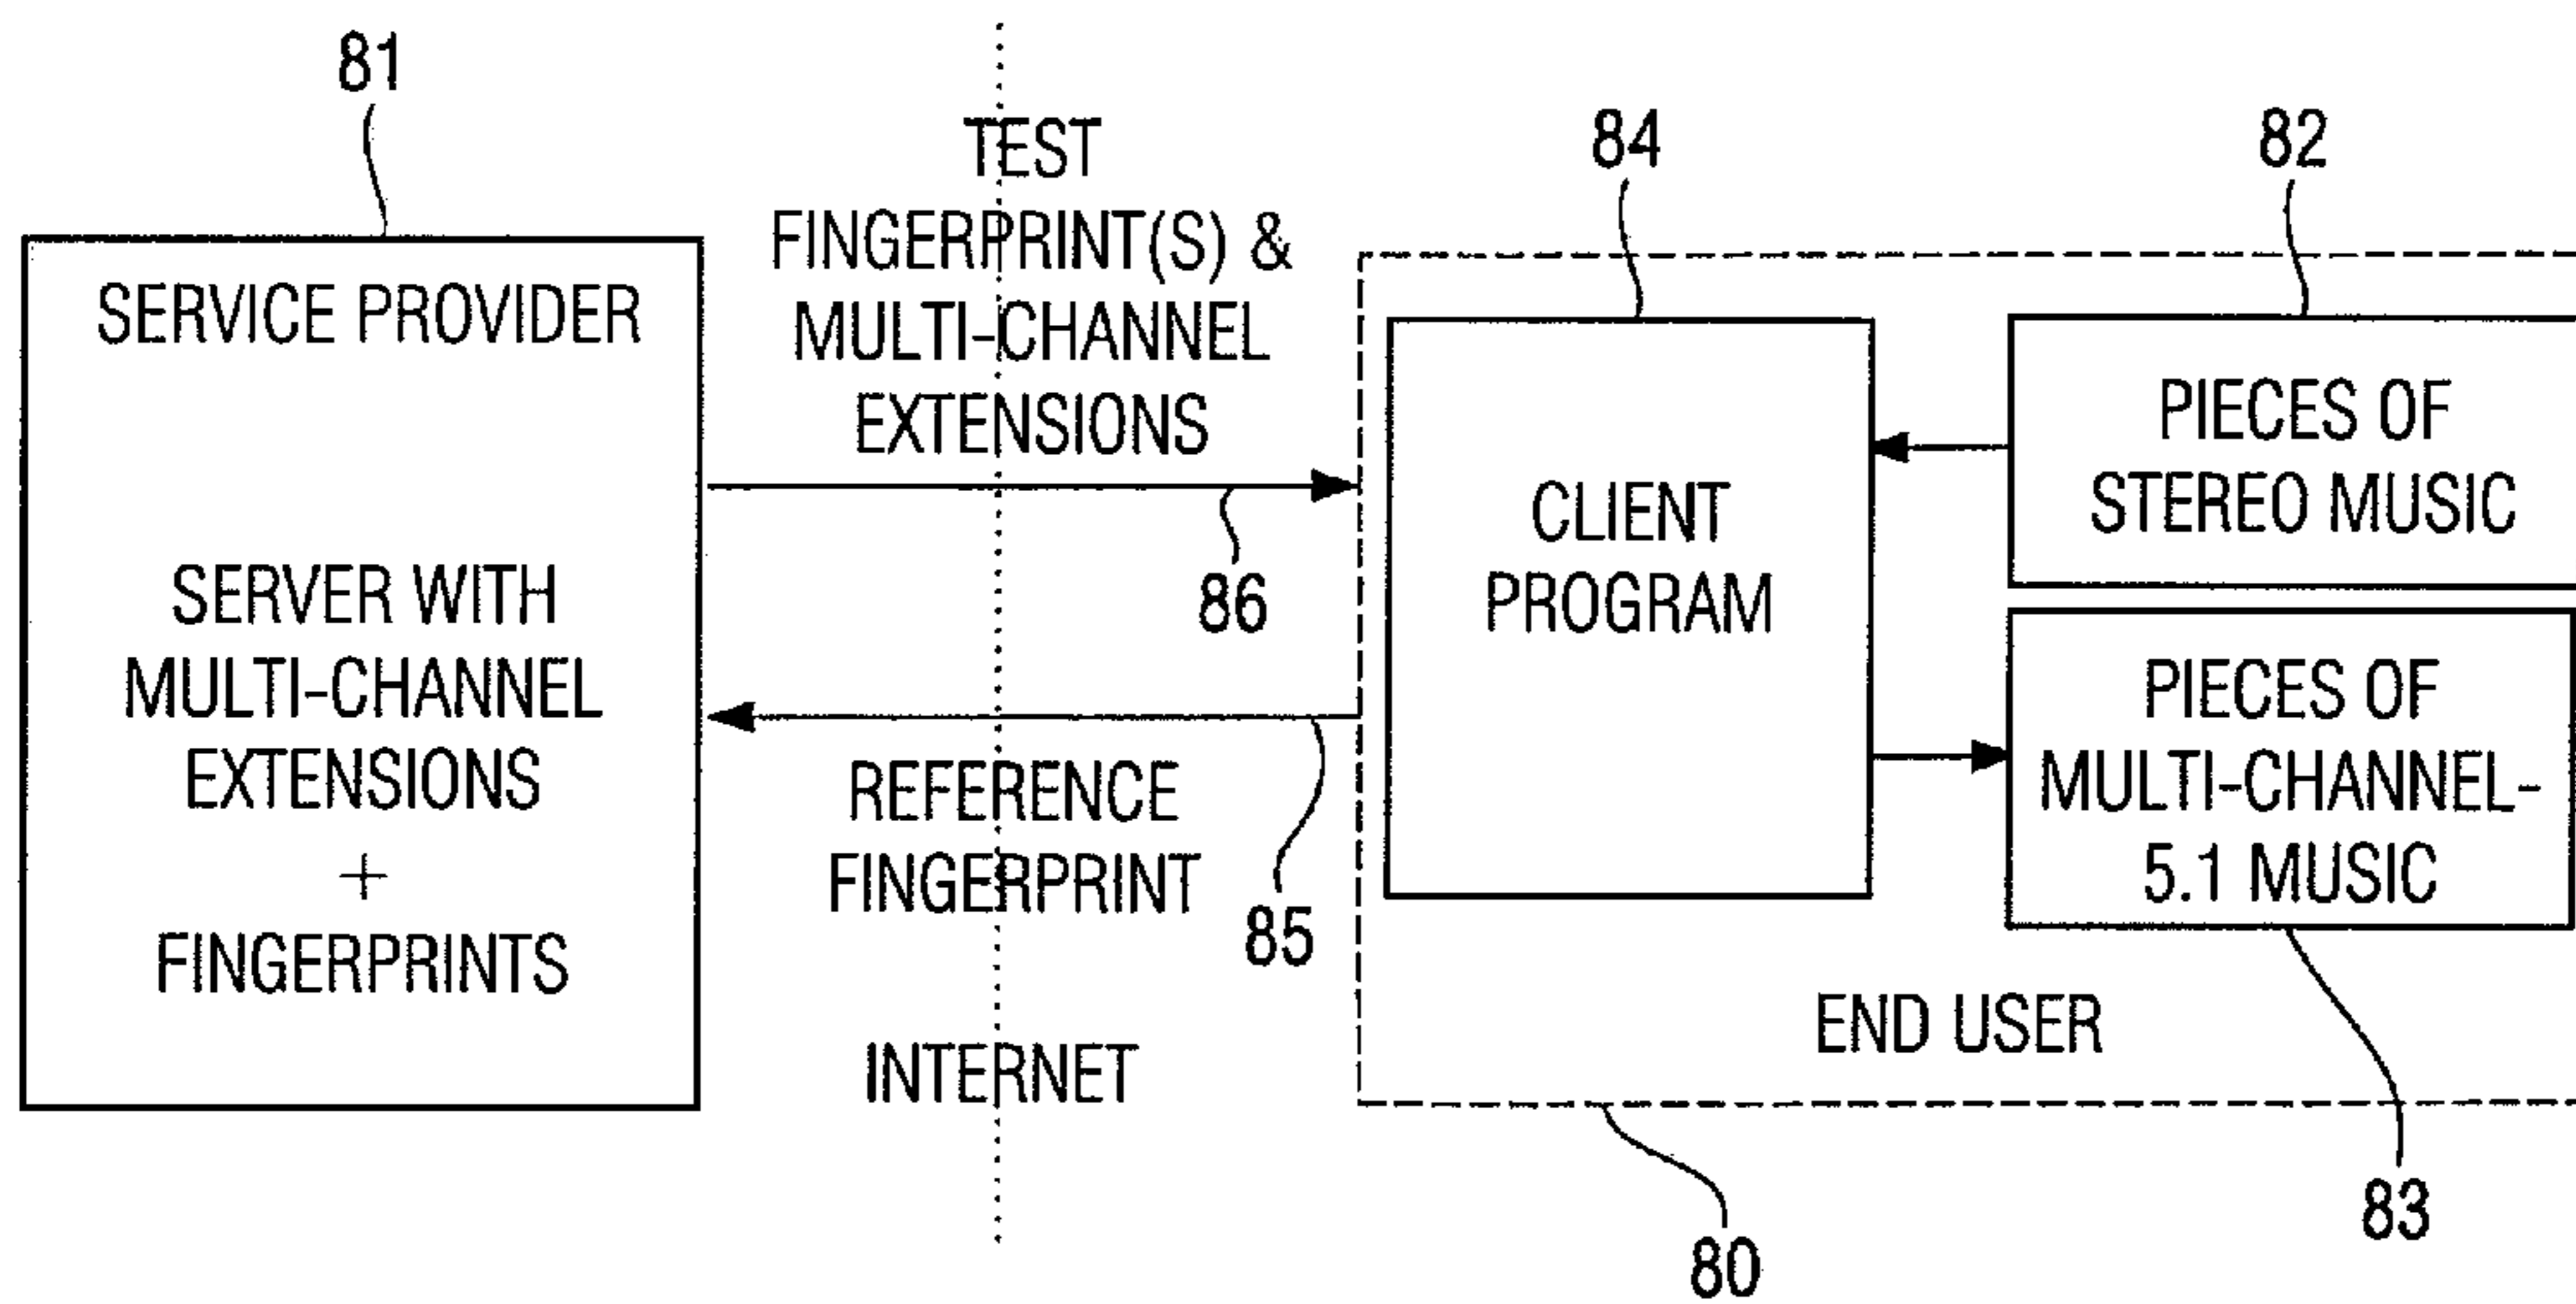 81
SERVICE PROVIDER
SERVER WITH
MULTI-CHANNEL
EXTENSIONS
+
FINGERPRINTS
TEST
FINGERPRINT(S) &
MULTI-CHANNEL
EXTENSIONS
86
REFERENCE
FINGERPRINT
85
INTERNET
84
CLIENT
PROGRAM
82
PIECES OF
STEREO MUSIC
PIECES OF
MULTI-CHANNEL-
5.1 MUSIC
END USER
83
80